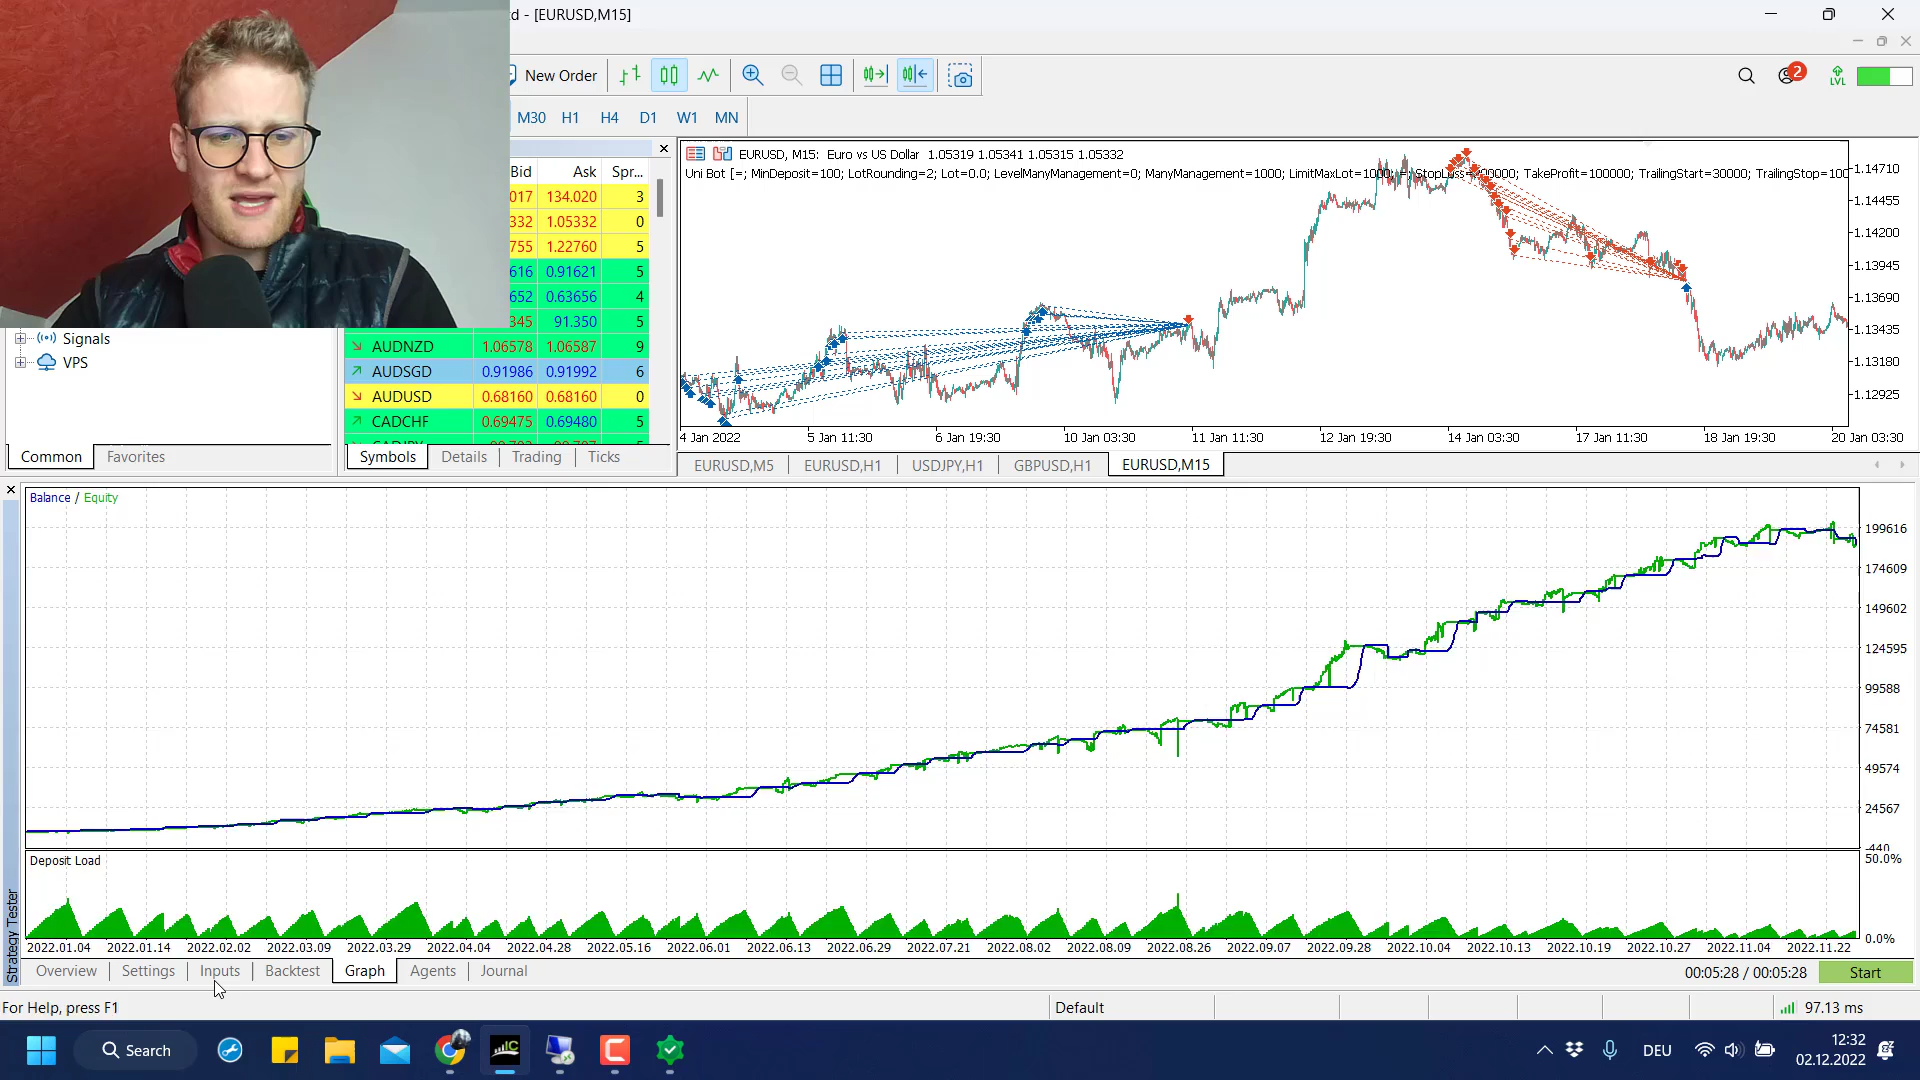 d - [EURUSD,M15]
New Order
2
LVL
M30 H1 H4 D1 W1 MN
Bid Ask Spr...
017 134.020 3
332 1.05332 0
755 1.22760 5
616 0.91621 5
652 0.63656 4
345 91.350 5
AUDNZD 1.06578 1.06587 9
AUDSGD 0.91986 0.91992 6
AUDUSD 0.68160 0.68160 0
CADCHF 0.69475 0.69480 5
Signals
VPS
Common Favorites
Symbols Details Trading Ticks
EURUSD, M15: Euro vs US Dollar 1.05319 1.05341 1.05315 1.05332
Uni Bot [=; MinDeposit=100; LotRounding=2; Lot=0.0; LevelManyManagement=0; ManyManagement=1000; LimitMaxLot=1000; TakeProfit=100000; TrailingStart=30000; TrailingStop=100
1.14710
1.14455
1.14200
1.13945
1.13690
1.13435
1.13180
1.12925
4 Jan 2022 5 Jan 11:30 6 Jan 19:30 10 Jan 03:30 11 Jan 11:30 12 Jan 19:30 14 Jan 03:30 17 Jan 11:30 18 Jan 19:30 20 Jan 03:30
EURUSD,M5 EURUSD,H1 USDJPY,H1 GBPUSD,H1 EURUSD,M15
Balance / Equity
199616
174609
149602
124595
99588
74581
49574
24567
-440
Deposit Load
50.0%
0.0%
2022.01.04 2022.01.14 2022.02.02 2022.03.09 2022.03.29 2022.04.04 2022.04.28 2022.05.16 2022.06.01 2022.06.13 2022.06.29 2022.07.21 2022.08.02 2022.08.09 2022.08.26 2022.09.07 2022.09.28 2022.10.04 2022.10.13 2022.10.19 2022.10.27 2022.11.04 2022.11.22
Strategy Tester
Overview Settings Inputs Backtest Graph Agents Journal
00:05:28 / 00:05:28 Start
For Help, press F1
Default
97.13 ms
Search
DEU
12:32
02.12.2022